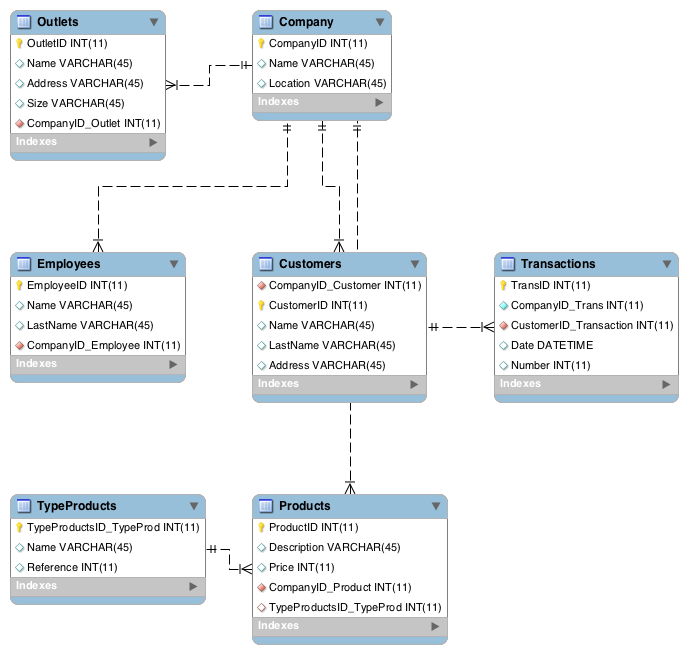 Outlets
OutletID INT(11)
Name VARCHAR(45)
Address VARCHAR(45)
Size VARCHAR(45)
CompanyID_Outlet INT(11)
Indexes
Company
CompanyID INT(11)
Name VARCHAR(45)
Location VARCHAR(45)
Indexes
Employees
EmployeeID INT(11)
Name VARCHAR(45)
LastName VARCHAR(45)
CompanyID_Employee INT(11)
Indexes
Customers
CompanyID_Customer INT(11)
CustomerID INT(11)
Name VARCHAR(45)
LastName VARCHAR(45)
Address VARCHAR(45)
Indexes
Transactions
TransID INT(11)
CompanyID_Trans INT(11)
CustomerID_Transaction INT(11)
Date DATETIME
Number INT(11)
Indexes
TypeProducts
TypeProductsID_TypeProd INT(11)
Name VARCHAR(45)
Reference INT(11)
Indexes
Products
ProductID INT(11)
Description VARCHAR(45)
Price INT(11)
CompanyID_Product INT(11)
TypeProductsID_TypeProd INT(11)
Indexes